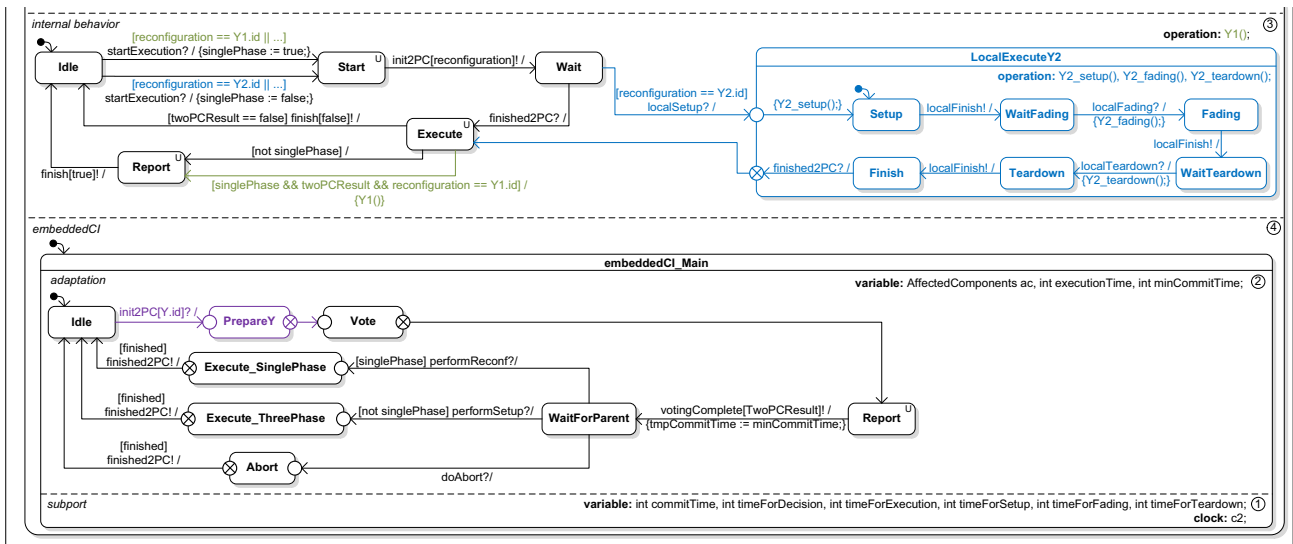 internal behavior
3
operation: Y1();
[reconfiguration == Y1.id || ...]
startExecution? / {singlePhase := true;}
Idle
Start
U
init2PC[reconfiguration]! /
Wait
[reconfiguration == Y2.id || ...]
startExecution? / {singlePhase := false;}
[twoPCResult == false] finish[false]! /
finished2PC? /
Execute
U
[not singlePhase] /
Report
U
finish[true]! /
[singlePhase && twoPCResult && reconfiguration == Y1.id] /
{Y1()}
[reconfiguration == Y2.id]
localSetup? /
LocalExecuteY2
operation: Y2_setup(), Y2_fading(), Y2_teardown();
{Y2_setup();}
Setup
localFinish! /
WaitFading
localFading? /
{Y2_fading();}
Fading
localFinish! /
finished2PC? /
Finish
localFinish! /
Teardown
localTeardown? /
{Y2_teardown();}
WaitTeardown
embeddedCI
4
embeddedCI_Main
adaptation
variable: AffectedComponents ac, int executionTime, int minCommitTime;
2
Idle
init2PC[Y.id]? /
PrepareY
Vote
[finished]
finished2PC! /
Execute_SinglePhase
[singlePhase] performReconf?/
[finished]
finished2PC! /
Execute_ThreePhase
[not singlePhase] performSetup?/
WaitForParent
votingComplete[TwoPCResult]! /
{tmpCommitTime := minCommitTime;}
Report
U
[finished]
finished2PC! /
Abort
doAbort?/
subport
variable: int commitTime, int timeForDecision, int timeForExecution, int timeForSetup, int timeForFading, int timeForTeardown;
1
clock: c2;